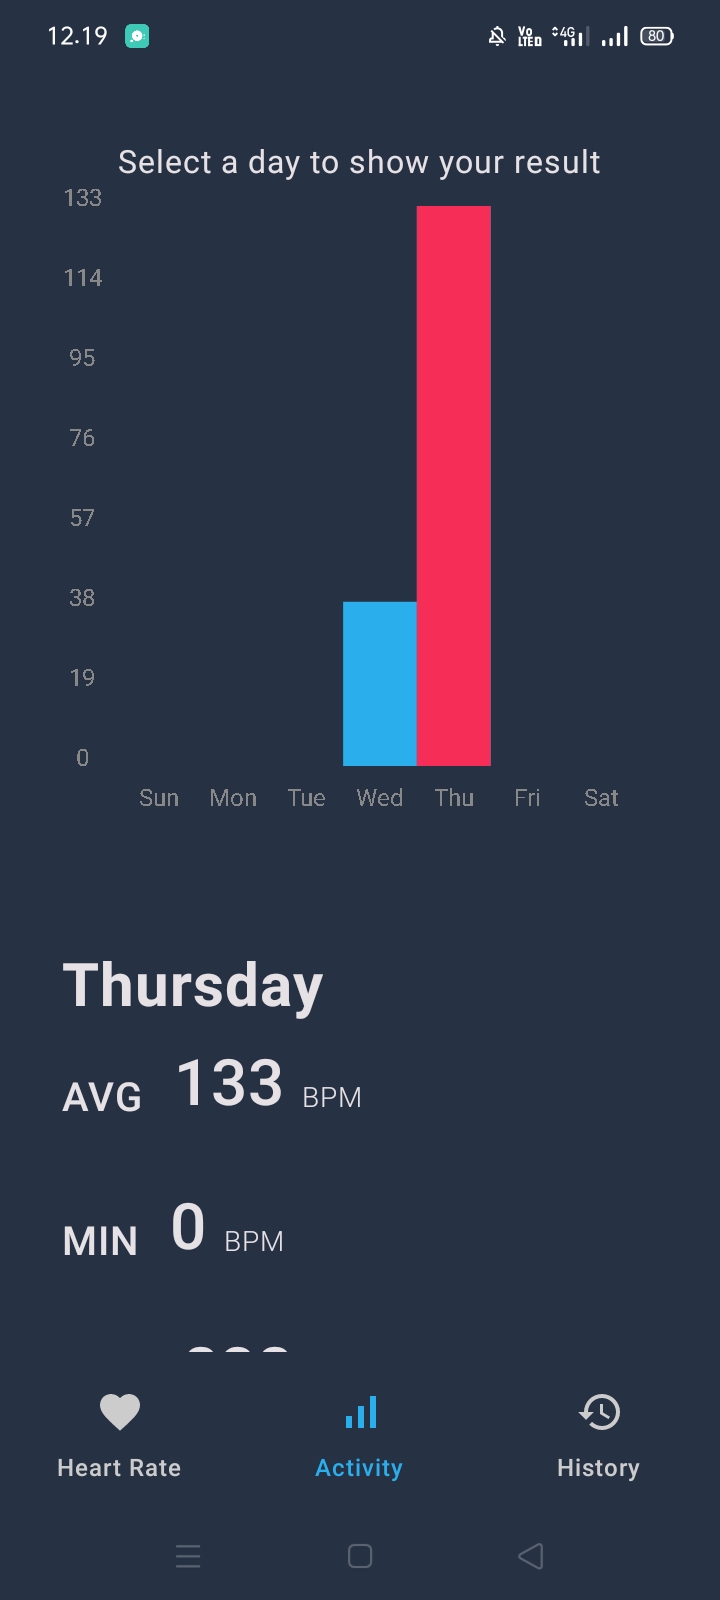 12.19
Vo LTE D 4G 80
Select a day to show your result
133
114
95
76
57
38
19
0
Sun Mon Tue Wed Thu Fri Sat
Thursday
AVG 133 BPM
MIN 0 BPM
Heart Rate Activity History